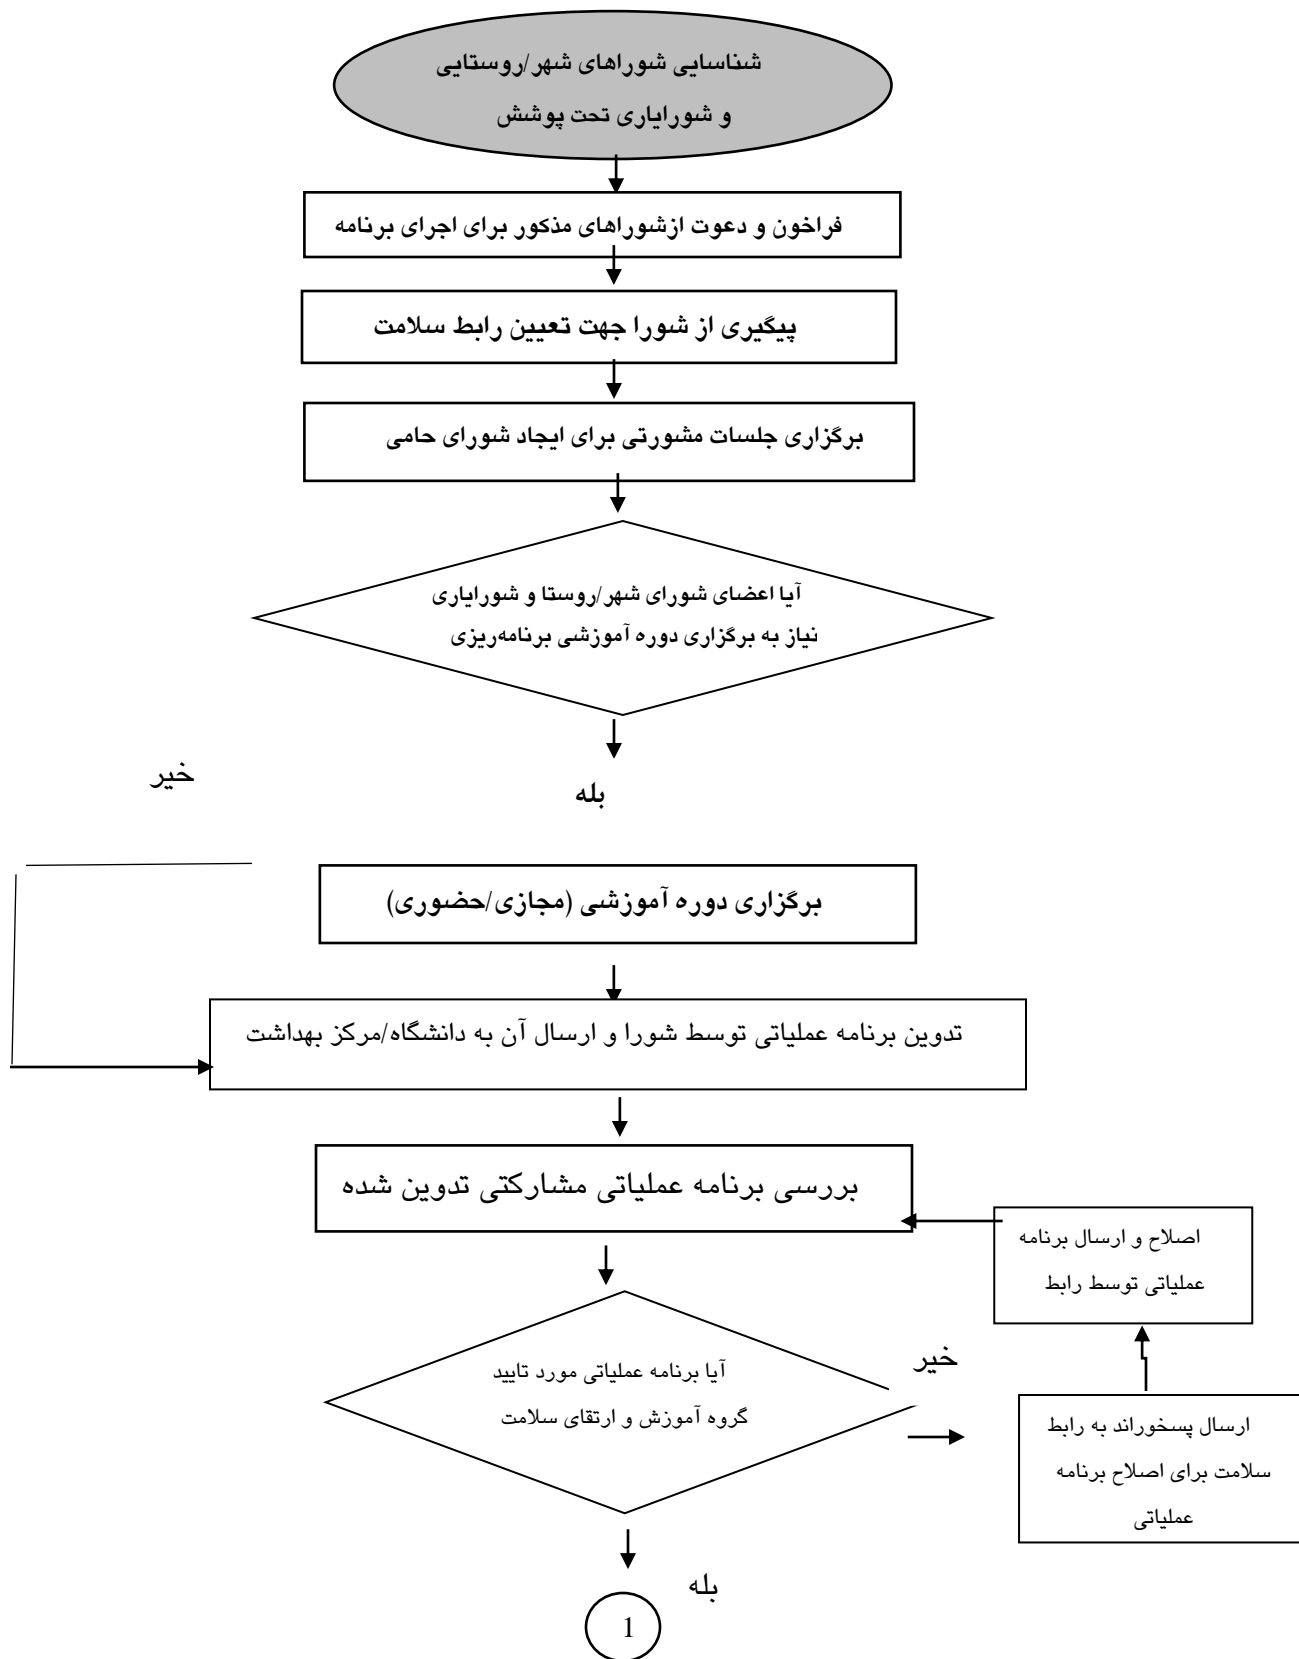 شناسایی شوراهای شهر/روستایی
و شورایاری تحت پوشش
فراخون و دعوت ازشوراهای مذکور برای اجرای برنامه
پیگیری از شورا جهت تعیین رابط سلامت
برگزاری جلسات مشورتی برای ایجاد شورای حامی
آیا اعضای شورای شهر/روستا و شورایاری
نیاز به برگزاری دوره آموزشی برنامه‌ریزی
خیر
بله
برگزاری دوره آموزشی (مجازی/حضوری)
تدوین برنامه عملیاتی توسط شورا و ارسال آن به دانشگاه/مرکز بهداشت
بررسی برنامه عملیاتی مشارکتی تدوین شده
اصلاح و ارسال برنامه
عملیاتی توسط رابط
آیا برنامه عملیاتی مورد تایید
گروه آموزش و ارتقای سلامت
خیر
ارسال پسخوراند به رابط
سلامت برای اصلاح برنامه
عملیاتی
بله
1